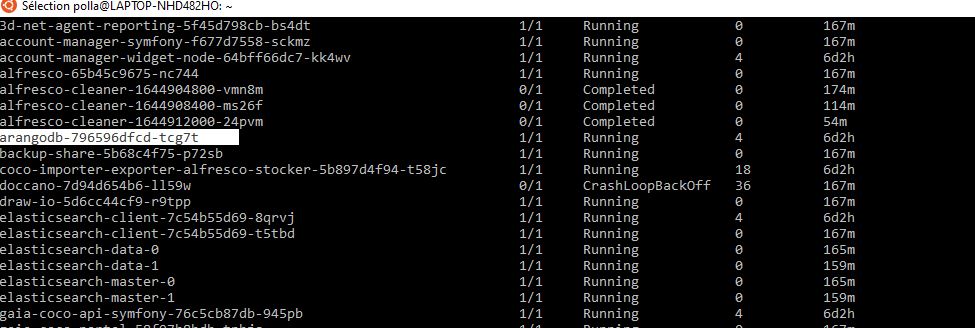 Sélection polla@LAPTOP-NHD482HO: ~
3d-net-agent-reporting-5f45d798cb-bs4dt 1/1 Running 0 167m
account-manager-symfony-f677d7558-sckmz 1/1 Running 0 167m
account-manager-widget-node-64bff66dc7-kk4wv 1/1 Running 4 6d2h
alfresco-65b45c9675-nc744 1/1 Running 0 167m
alfresco-cleaner-1644904800-vmn8m 0/1 Completed 0 174m
alfresco-cleaner-1644908400-ms26f 0/1 Completed 0 114m
alfresco-cleaner-1644912000-24pvm 0/1 Completed 0 54m
arangodb-796596dfcd-tcg7t 1/1 Running 4 6d2h
backup-share-5b68c4f75-p72sb 1/1 Running 0 167m
coco-importer-exporter-alfresco-stocker-5b897d4f94-t58jc 1/1 Running 18 6d2h
doccano-7d94d654b6-ll59w 0/1 CrashLoopBackOff 36 167m
draw-io-5d6cc44cf9-r9tpp 1/1 Running 0 167m
elasticsearch-client-7c54b55d69-8qrvj 1/1 Running 4 6d2h
elasticsearch-client-7c54b55d69-t5tbd 1/1 Running 0 167m
elasticsearch-data-0 1/1 Running 0 165m
elasticsearch-data-1 1/1 Running 0 159m
elasticsearch-master-0 1/1 Running 0 165m
elasticsearch-master-1 1/1 Running 0 159m
gaia-coco-api-symfony-76c5cb87db-945pb 1/1 Running 4 6d2h
1/1 Running 0 167m